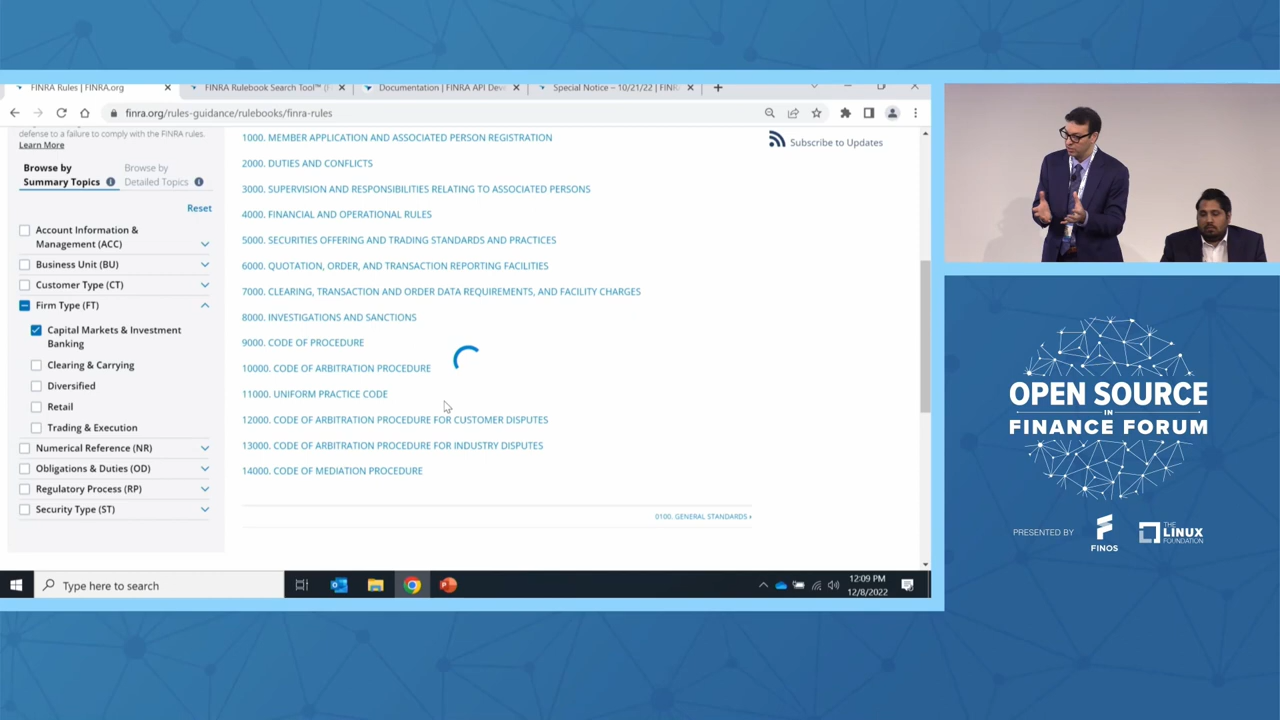 FINRA Rules | FINRA.org
FINRA Rulebook Search Tool™ (F
Documentation | FINRA API Dev
Special Notice – 10/21/22 | FINR
finra.org/rules-guidance/rulebooks/finra-rules
defense to a failure to comply with the FINRA rules.
Learn More
Browse by
Summary Topics
Browse by
Detailed Topics
Reset
Account Information &
Management (ACC)
Business Unit (BU)
Customer Type (CT)
Firm Type (FT)
Capital Markets & Investment
Banking
Clearing & Carrying
Diversified
Retail
Trading & Execution
Numerical Reference (NR)
Obligations & Duties (OD)
Regulatory Process (RP)
Security Type (ST)
1000. MEMBER APPLICATION AND ASSOCIATED PERSON REGISTRATION
2000. DUTIES AND CONFLICTS
3000. SUPERVISION AND RESPONSIBILITIES RELATING TO ASSOCIATED PERSONS
4000. FINANCIAL AND OPERATIONAL RULES
5000. SECURITIES OFFERING AND TRADING STANDARDS AND PRACTICES
6000. QUOTATION, ORDER, AND TRANSACTION REPORTING FACILITIES
7000. CLEARING, TRANSACTION AND ORDER DATA REQUIREMENTS, AND FACILITY CHARGES
8000. INVESTIGATIONS AND SANCTIONS
9000. CODE OF PROCEDURE
10000. CODE OF ARBITRATION PROCEDURE
11000. UNIFORM PRACTICE CODE
12000. CODE OF ARBITRATION PROCEDURE FOR CUSTOMER DISPUTES
13000. CODE OF ARBITRATION PROCEDURE FOR INDUSTRY DISPUTES
14000. CODE OF MEDIATION PROCEDURE
0100. GENERAL STANDARDS ›
Subscribe to Updates
Type here to search
12:09 PM
12/8/2022
OPEN SOURCE
IN
FINANCE FORUM
PRESENTED BY
FINOS
THE
LINUX
FOUNDATION